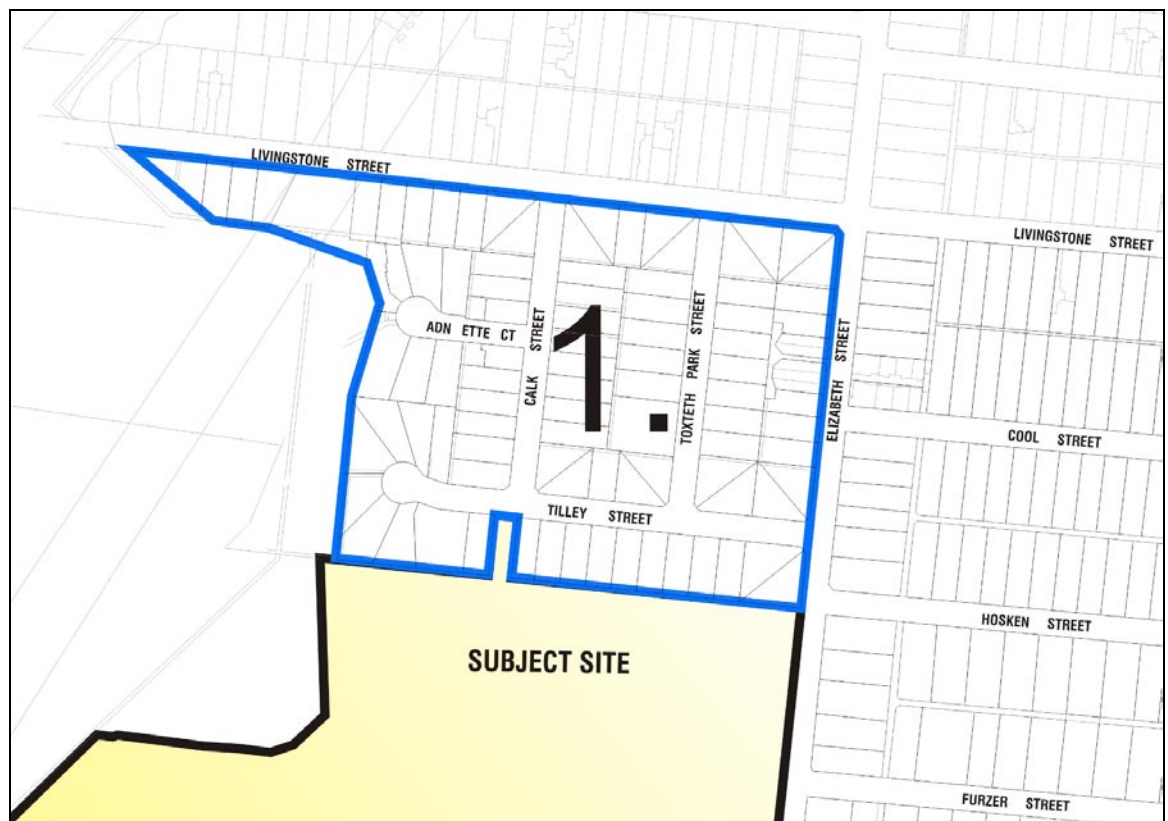 LIVINGSTONE STREET
LIVINGSTONE STREET
ADN ETTE CT
CALK STREET
1.
TOXTETH PARK STREET
ELIZABETH STREET
COOL STREET
TILLEY STREET
HOSKEN STREET
SUBJECT SITE
FURZER STREET